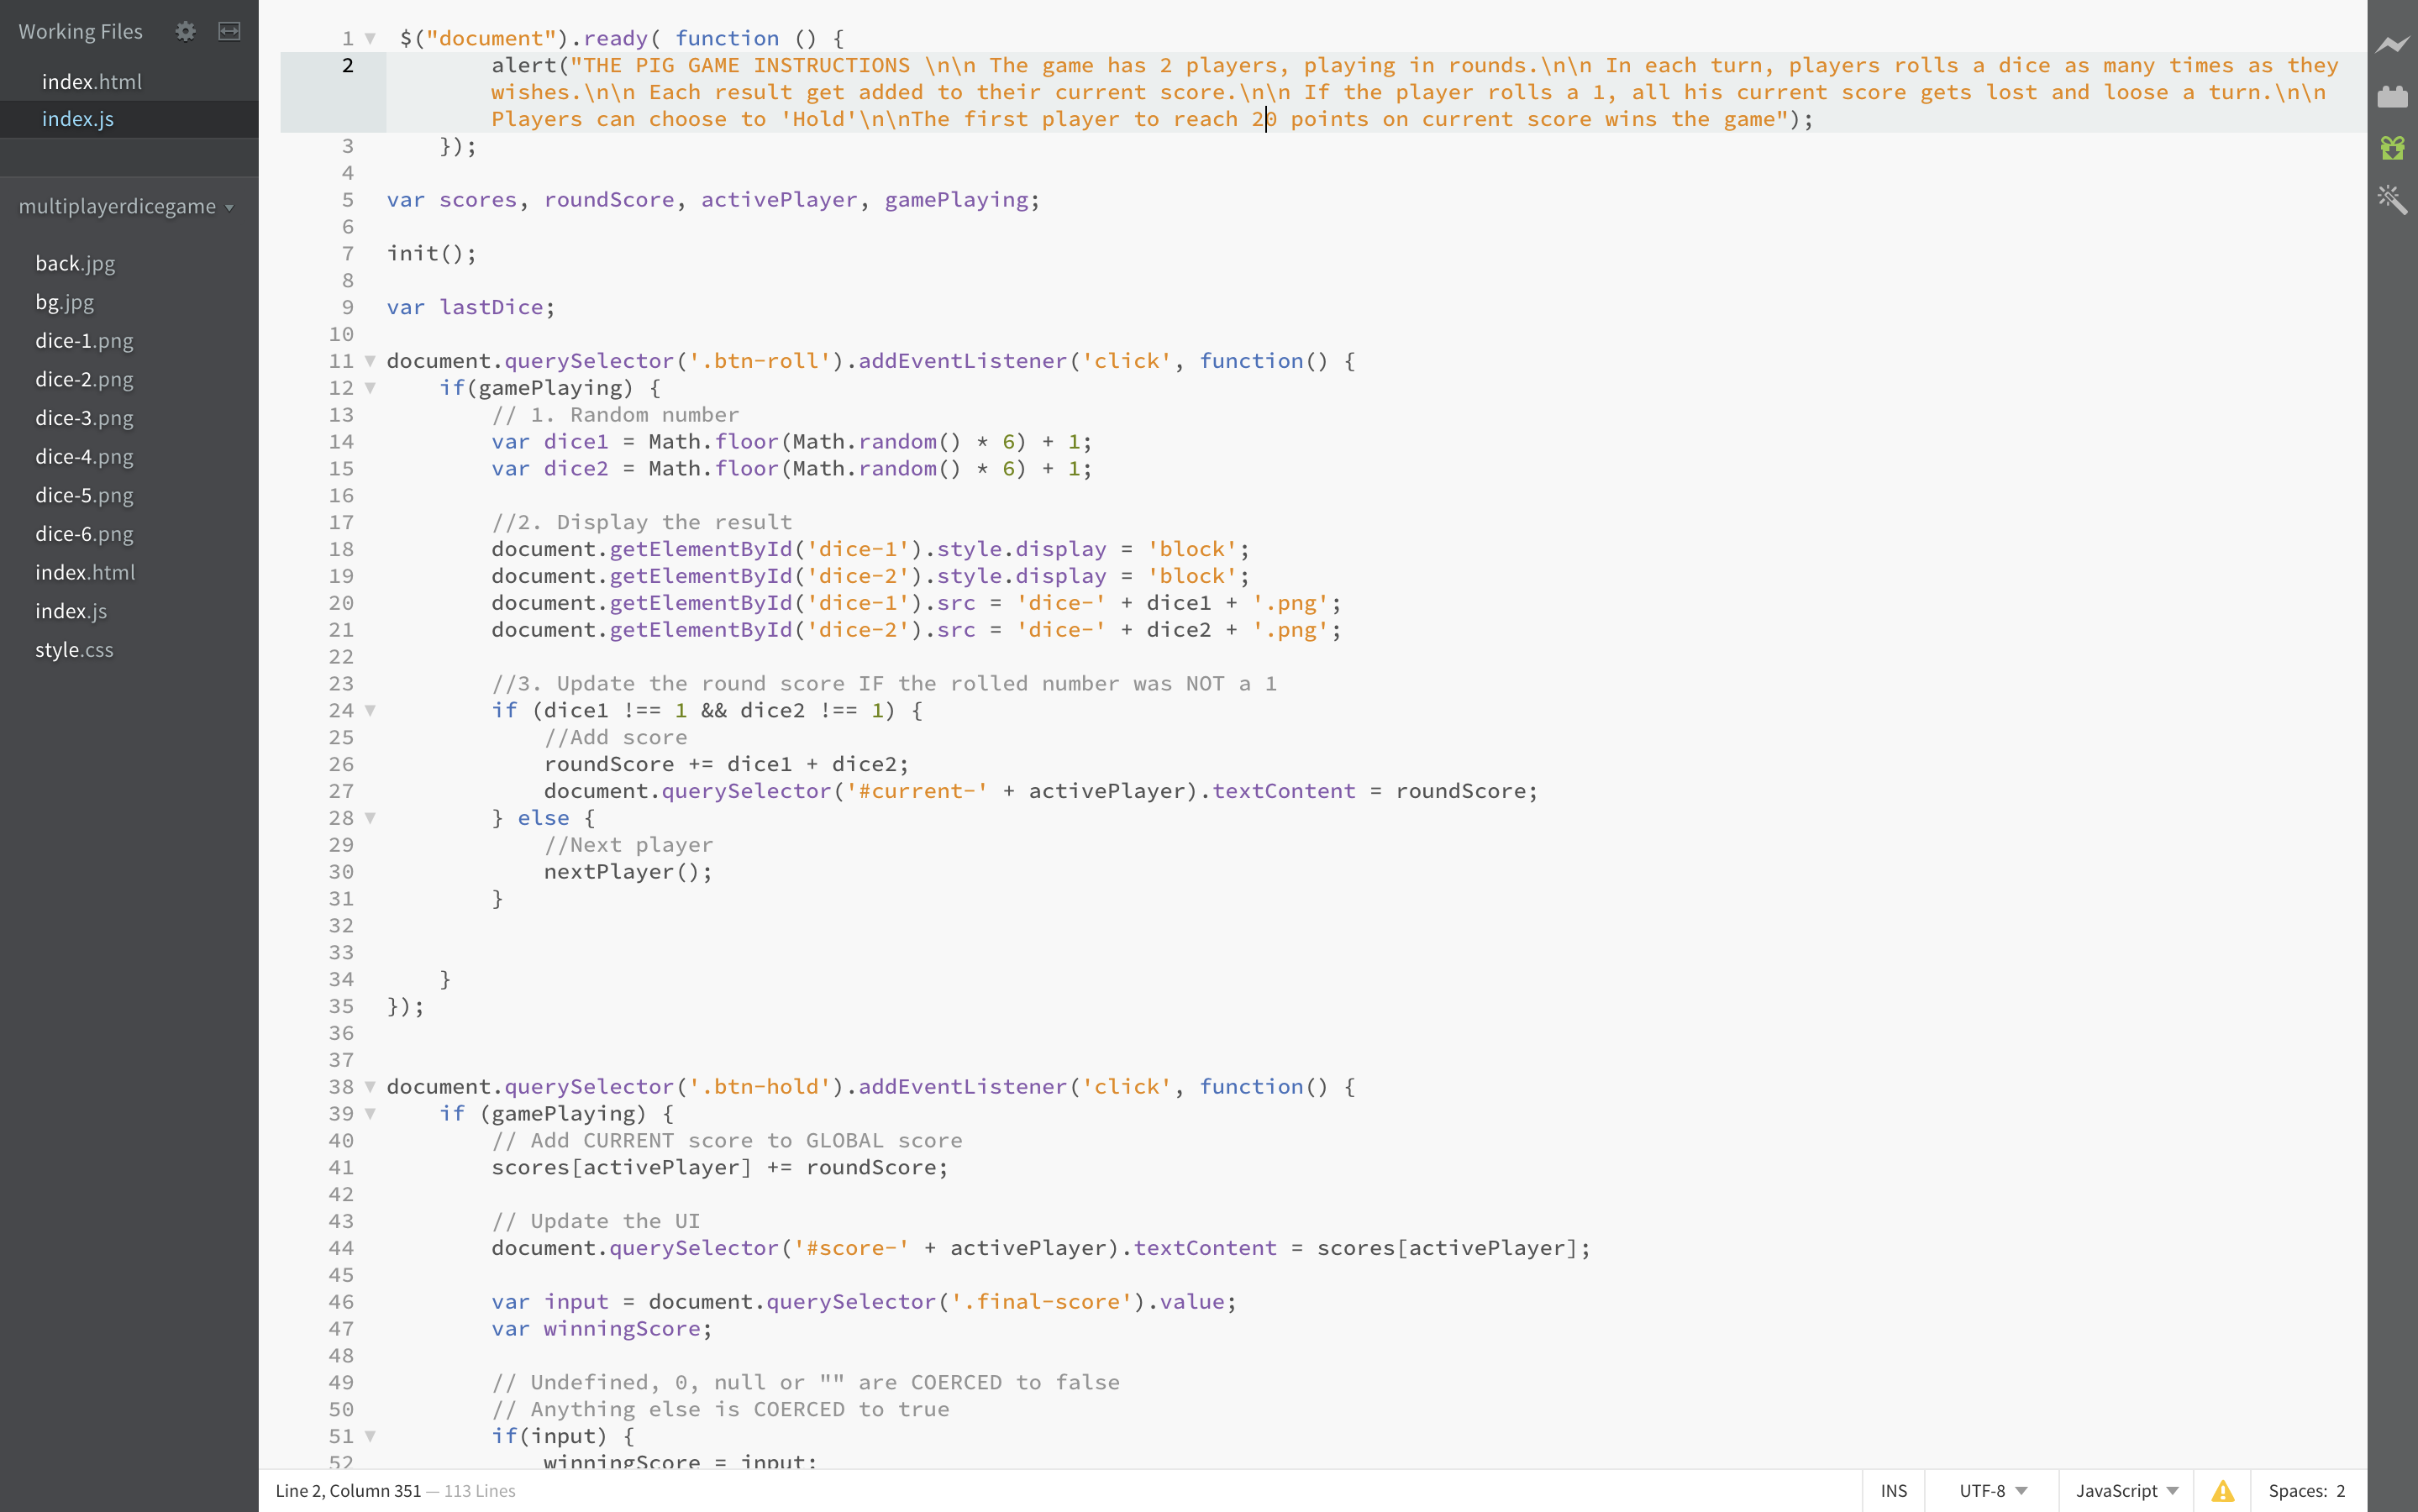 Working Files
index.html
index.js
multiplayerdicegame
back.jpg
bg.jpg
dice-1.png
dice-2.png
dice-3.png
dice-4.png
dice-5.png
dice-6.png
index.html
index.js
style.css
1 $("document").ready( function () {
2 alert("THE PIG GAME INSTRUCTIONS \n\n The game has 2 players, playing in rounds.\n\n In each turn, players rolls a dice as many times as they
wishes.\n\n Each result get added to their current score.\n\n If the player rolls a 1, all his current score gets lost and loose a turn.\n\n
Players can choose to 'Hold'\n\nThe first player to reach 20 points on current score wins the game");
3 });
4
5 var scores, roundScore, activePlayer, gamePlaying;
6
7 init();
8
9 var lastDice;
10
11 document.querySelector('.btn-roll').addEventListener('click', function() {
12 if(gamePlaying) {
13 // 1. Random number
14 var dice1 = Math.floor(Math.random() * 6) + 1;
15 var dice2 = Math.floor(Math.random() * 6) + 1;
16
17 //2. Display the result
18 document.getElementById('dice-1').style.display = 'block';
19 document.getElementById('dice-2').style.display = 'block';
20 document.getElementById('dice-1').src = 'dice-' + dice1 + '.png';
21 document.getElementById('dice-2').src = 'dice-' + dice2 + '.png';
22
23 //3. Update the round score IF the rolled number was NOT a 1
24 if (dice1 !== 1 && dice2 !== 1) {
25 //Add score
26 roundScore += dice1 + dice2;
27 document.querySelector('#current-' + activePlayer).textContent = roundScore;
28 } else {
29 //Next player
30 nextPlayer();
31 }
32
33
34 }
35 });
36
37
38 document.querySelector('.btn-hold').addEventListener('click', function() {
39 if (gamePlaying) {
40 // Add CURRENT score to GLOBAL score
41 scores[activePlayer] += roundScore;
42
43 // Update the UI
44 document.querySelector('#score-' + activePlayer).textContent = scores[activePlayer];
45
46 var input = document.querySelector('.final-score').value;
47 var winningScore;
48
49 // Undefined, 0, null or "" are COERCED to false
50 // Anything else is COERCED to true
51 if(input) {
52 winningScore = input;
Line 2, Column 351 — 113 Lines
INS
UTF-8
JavaScript
Spaces: 2